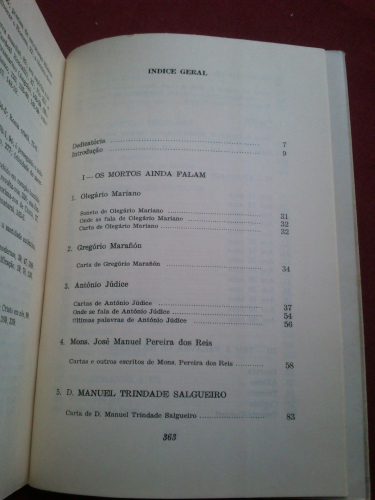 INDICE GERAL
Dedicatória 7
Introdução 9
I — OS MORTOS AINDA FALAM
1. Olegário Mariano
Soneto de Olegário Mariano 31
Onde se fala de Olegário Mariano 32
Carta de Olegário Mariano 32
2. Gregório Marañón
Carta de Gregório Marañón 34
3. António Júdice
Cartas de António Júdice 37
Onde se fala de António Júdice 54
Últimas palavras de António Júdice 56
4. Mons. José Manuel Pereira dos Reis
Cartas e outros escritos de Mons. Pereira dos Reis 58
5. D. MANUEL TRINDADE SALGUEIRO
Carta de D. Manuel Trindade Salgueiro 83
363